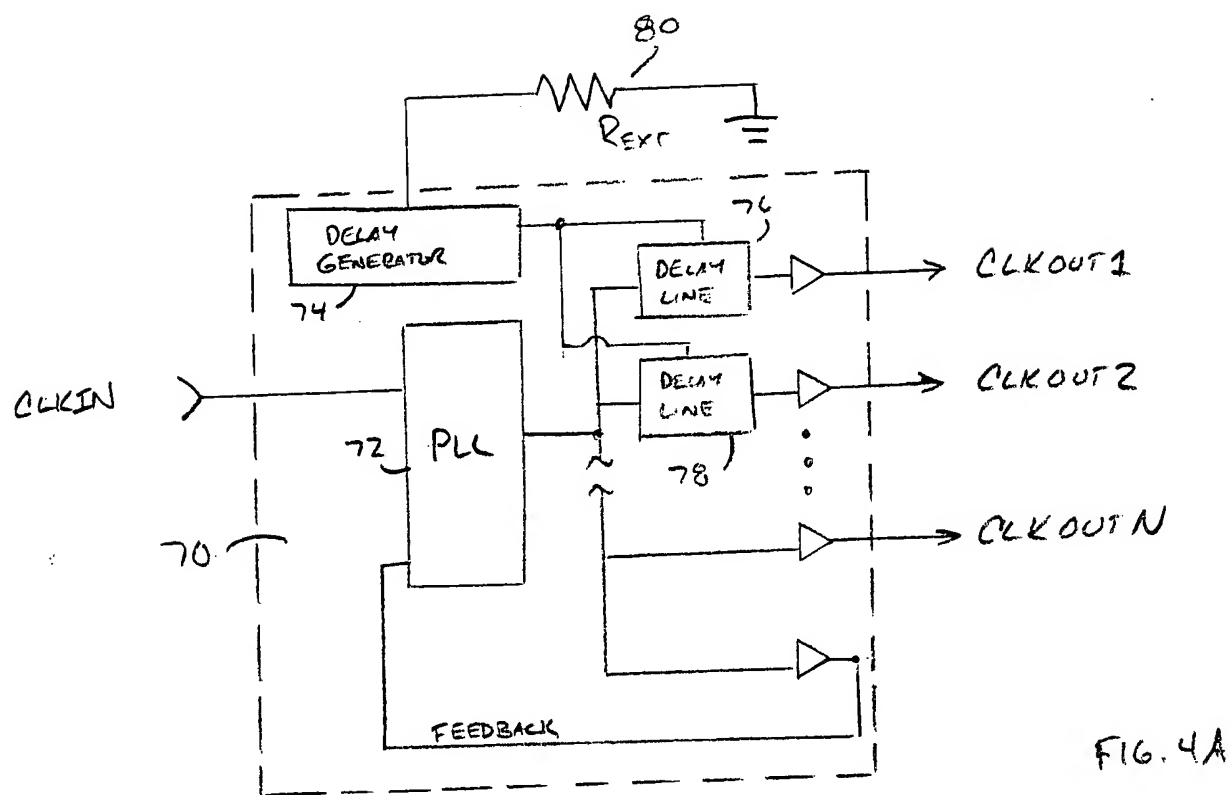 80
REXT
DELAY
GENERATOR
74
76
DELAY
LINE
CLKOUT1
DELAY
LINE
CLKOUT2
78
CLKIN
72
PLL
70
CLKOUTN
FEEDBACK
FIG. 4A